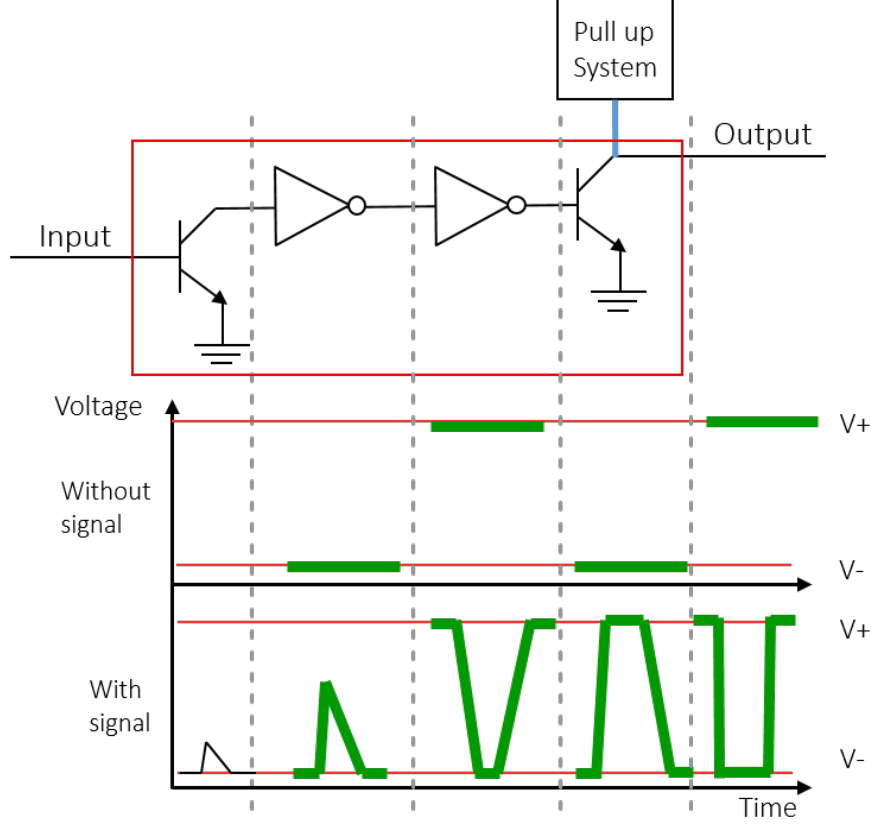 Pull up
System
Output
Input
Voltage
V+
Without
signal
V-
V+
With
signal
V-
Time